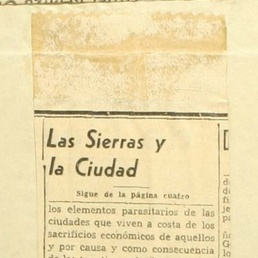 Las Sierras y
la Ciudad
Sigue de la página cuatro
los elementos parasitarios de las
ciudades que viven a costa de los
sacrificios económicos de aquellos
y por causa y como consecuencia